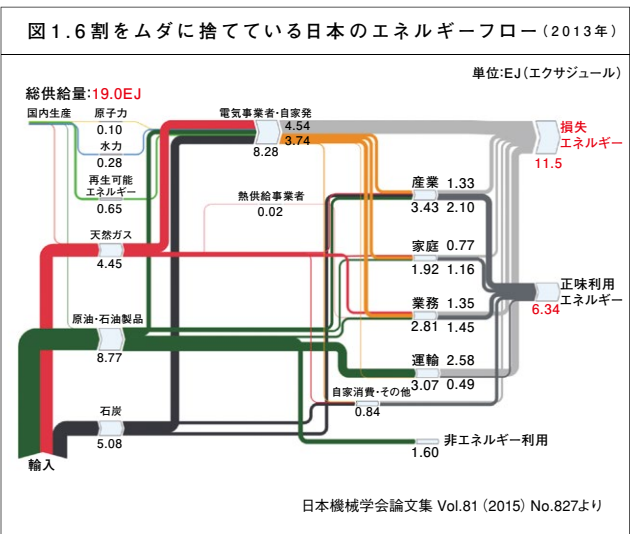 図1.6割をムダに捨てている日本のエネルギーフロー(2013年)
単位:EJ(エクサジュール)
総供給量:19.0EJ
国内生産
原子力
0.10
水力
0.28
再生可能
エネルギー
0.65
天然ガス
4.45
原油・石油製品
8.77
石炭
5.08
輸入
電気事業者・自家発
4.54
3.74
8.28
熱供給事業者
0.02
産業 1.33
3.43 2.10
家庭 0.77
1.92 1.16
業務 1.35
2.81 1.45
運輸 2.58
3.07 0.49
自家消費・その他
0.84
非エネルギー利用
1.60
損失
エネルギー
11.5
正味利用
エネルギー
6.34
日本機械学会論文集 Vol.81 (2015) No.827より